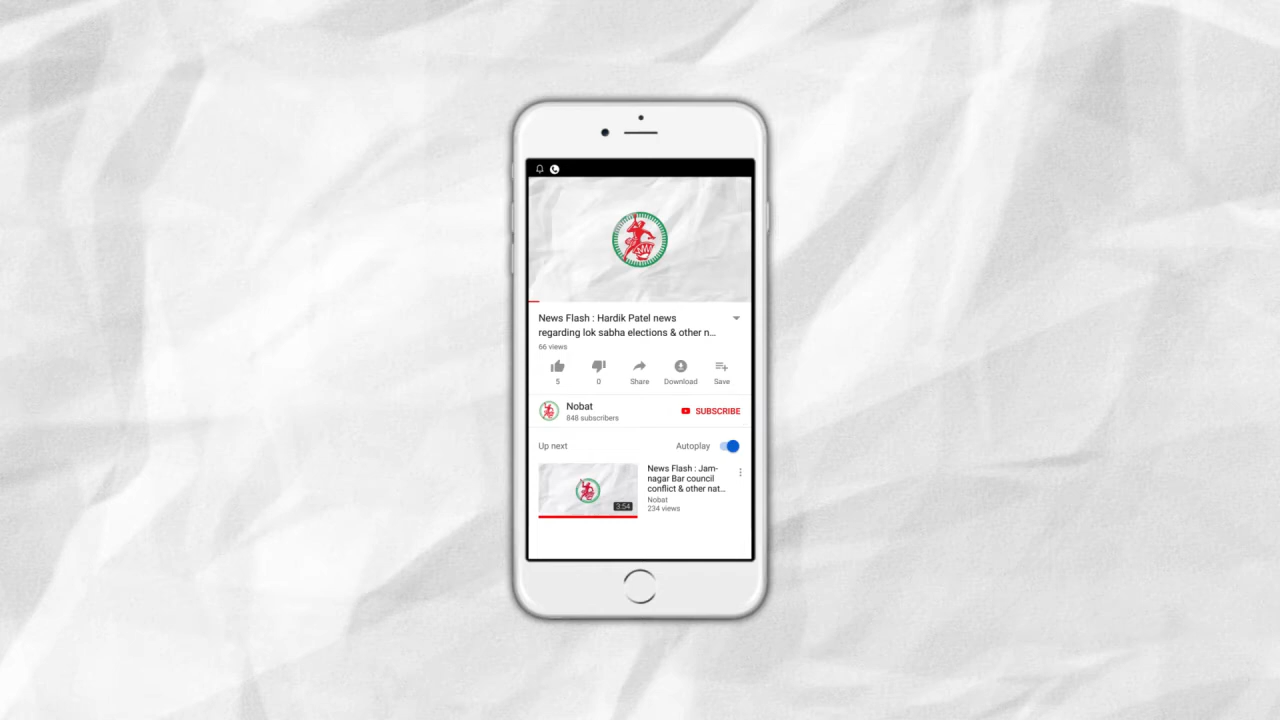 News Flash : Hardik Patel news
regarding lok sabha elections & other n...
66 views
5
0
Share
Download
Save
Nobat
848 subscribers
SUBSCRIBE
Up next
Autoplay
3:54
News Flash : Jam-
nagar Bar council
conflict & other nat...
Nobat
234 views